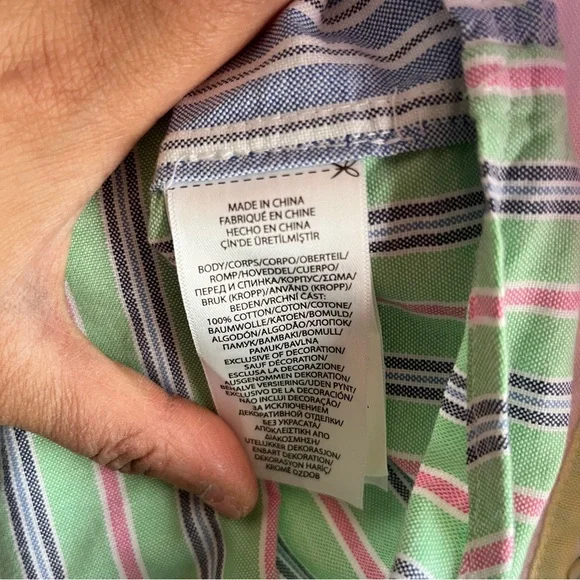 MADE IN CHINA
FABRIQUÉ EN CHINE
HECHO EN CHINA
ÇİN'DE ÜRETİLMİŞTİR
BODY/CORPS/CORPO/OBERTEIL/
ROMP/HOVEDDEL/CUERPO/
ПЕРЕД И СПИНКА/КОРПУС/ΣΩΜΑ/
BRUK (KROPP)/ANVÄND (KROPP)/
BEDEN/VRCHNÍ ČÁST:
100% COTTON/COTON/COTONE/
BAUMWOLLE/KATOEN/BOMULD/
ALGODÓN/ALGODÃO/ХЛОПОК/
ПАМУК/ΒΑΜΒΑΚΙ/BOMULL/
PAMUK/BAVLNA
EXCLUSIVE OF DECORATION/
SAUF DÉCORATION/
ESCLUSA LA DECORAZIONE/
AUSGENOMMEN DEKORATION/
BEHALVE VERSIERING/UDEN PYNT/
EXCLUSIVO DE LA DECORACIÓN/
NÃO INCLUI DECORAÇÃO/
ЗА ИСКЛЮЧЕНИЕМ
ДЕКОРАТИВНОЙ ОТДЕЛКИ/
БЕЗ УКРАСАТА/
ΑΠΟΚΛΕΙΣΤΙΚΗ ΑΠΟ
ΔΙΑΚΟΣΜΗΣΗ/
UTELUKKER DEKORASJON/
ENBART DEKORATION/
DEKORASYON HARİÇ/
KROMĚ OZDOB